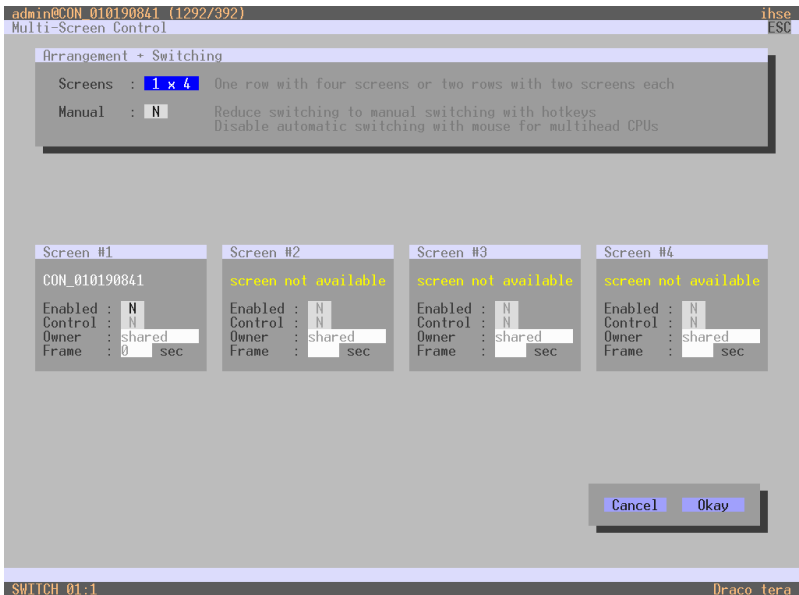 admin@CON_010190841 (1292/392) ihse
Multi-Screen Control ESC
Arrangement + Switching
Screens : 1 x 4 One row with four screens or two rows with two screens each
Manual : N Reduce switching to manual switching with hotkeys
Disable automatic switching with mouse for multihead CPUs
Screen #1
CON_010190841
Enabled : N
Control : N
Owner : shared
Frame : 0 sec
Screen #2
screen not available
Enabled : N
Control : N
Owner : shared
Frame : sec
Screen #3
screen not available
Enabled : N
Control : N
Owner : shared
Frame : sec
Screen #4
screen not available
Enabled : N
Control : N
Owner : shared
Frame : sec
Cancel Okay
SWITCH_01:1 Draco tera